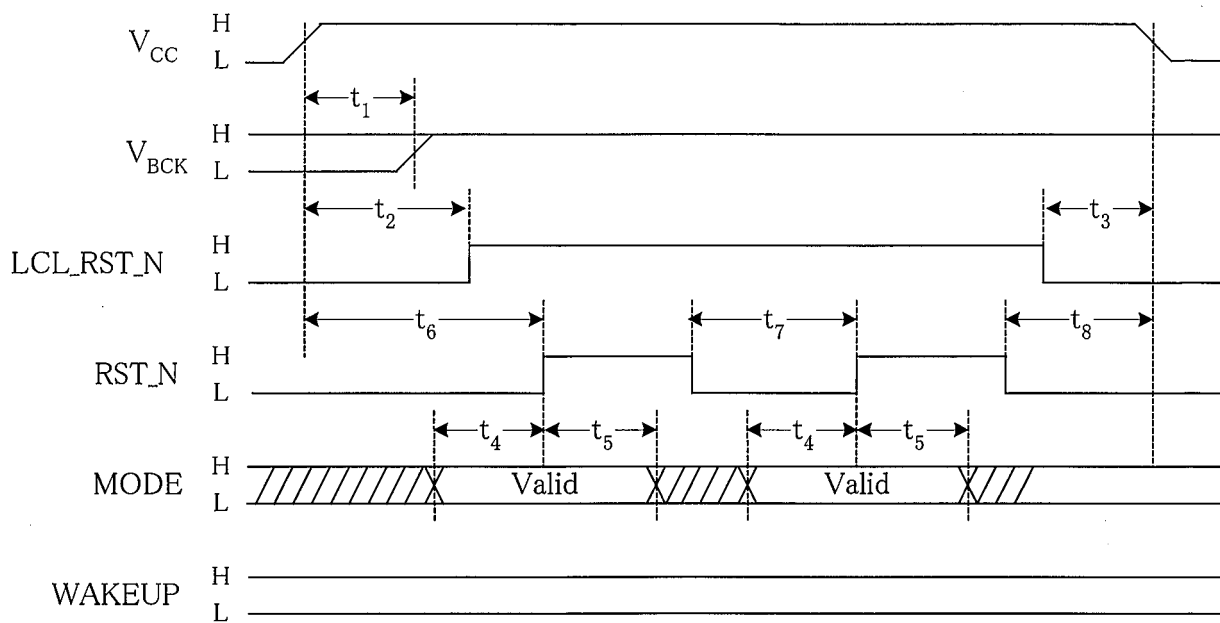 V_CC H
L
t_1
V_BCK H
L
t_2 t_3
LCL_RST_N H
L
t_6 t_7 t_8
RST_N H
L
t_4 t_5 t_4 t_5
MODE H
L
Valid Valid
WAKEUP H
L